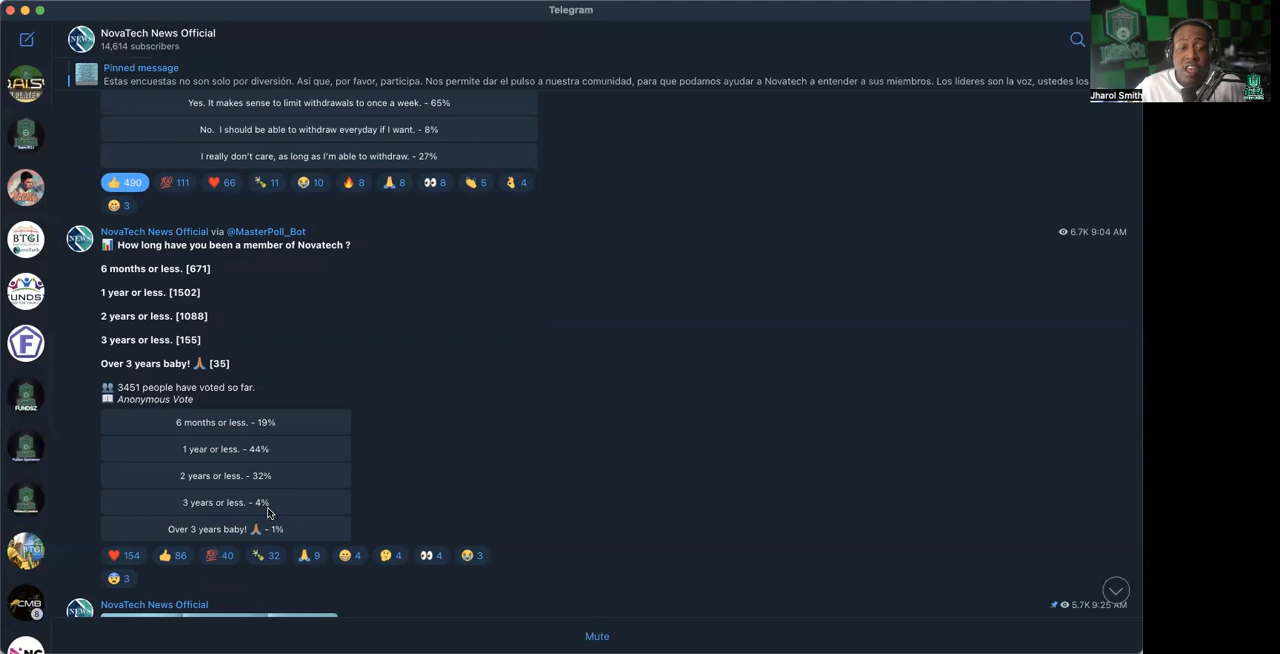 Telegram
NovaTech News Official
14,614 subscribers
Pinned message
Estas encuestas no son solo por diversión. Así que, por favor, participa. Nos permite dar el pulso a nuestra comunidad, para que podamos ayudar a Novatech a entender a sus miembros. Los líderes son la voz, ustedes los
Jharol Smith
Yes. It makes sense to limit withdrawals to once a week. - 65%
No. I should be able to withdraw everyday if I want. - 8%
I really don't care, as long as I'm able to withdraw. - 27%
👍 490 💯 111 ❤️ 66 🍾 11 😭 10 🔥 8 🙏 8 👀 8 👏 5 👌 4
😁 3
NovaTech News Official via @MasterPoll_Bot
6.7K 9:04 AM
📊 How long have you been a member of Novatech ?
6 months or less. [671]
1 year or less. [1502]
2 years or less. [1088]
3 years or less. [155]
Over 3 years baby! 🙏🏾 [35]
👥 3451 people have voted so far.
📖 Anonymous Vote
6 months or less. - 19%
1 year or less. - 44%
2 years or less. - 32%
3 years or less. - 4%
Over 3 years baby! 🙏🏾 - 1%
❤️ 154 👍 86 💯 40 🍾 32 🙏 9 😁 4 🤔 4 👀 4 😭 3
😨 3
NovaTech News Official
5.7K 9:25 AM
Mute
NEWS
NEWS
BTGI
FUNDSZ
BTGI
CMB
8